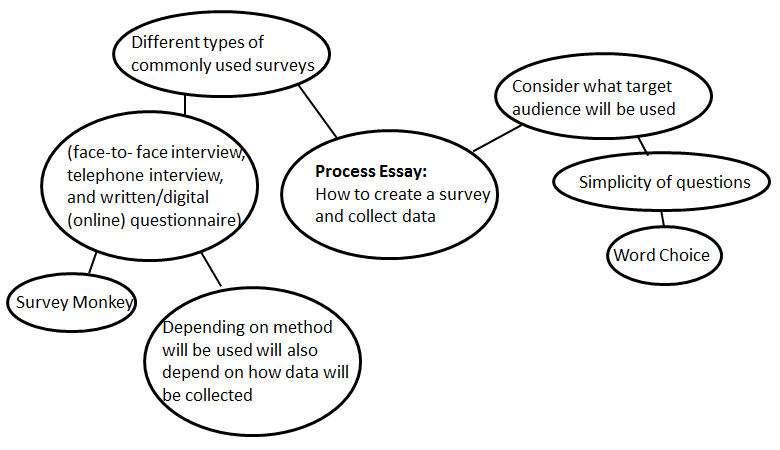 Different types of
commonly used surveys
Consider what target
audience will be used
(face-to- face interview,
telephone interview,
and written/digital
(online) questionnaire)
Process Essay:
How to create a survey
and collect data
Simplicity of questions
Word Choice
Survey Monkey
Depending on method
will be used will also
depend on how data will
be collected